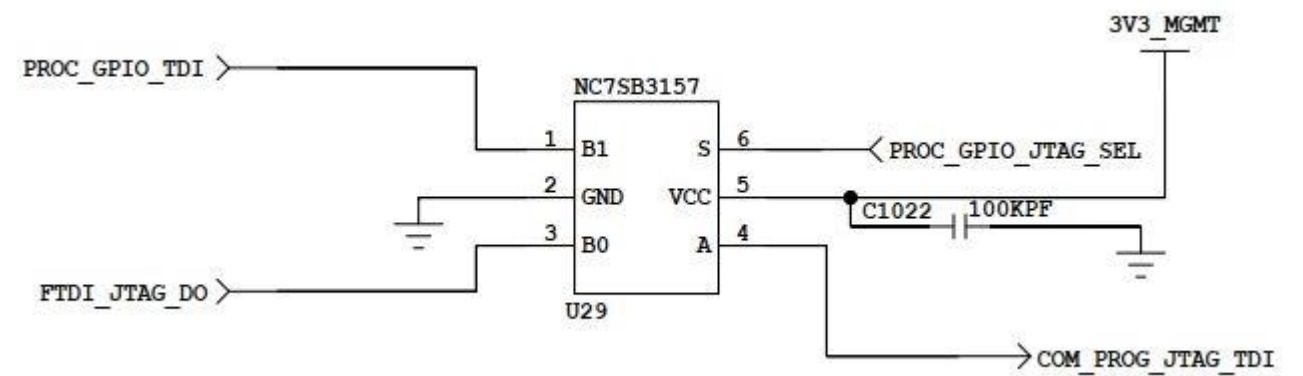 3V3_MGMT
PROC_GPIO_TDI
NC7SB3157
1 B1 S 6 PROC_GPIO_JTAG_SEL
2 GND VCC 5
C1022 100KPF
3 B0 A 4
FTDI_JTAG_DO
U29
COM_PROG_JTAG_TDI